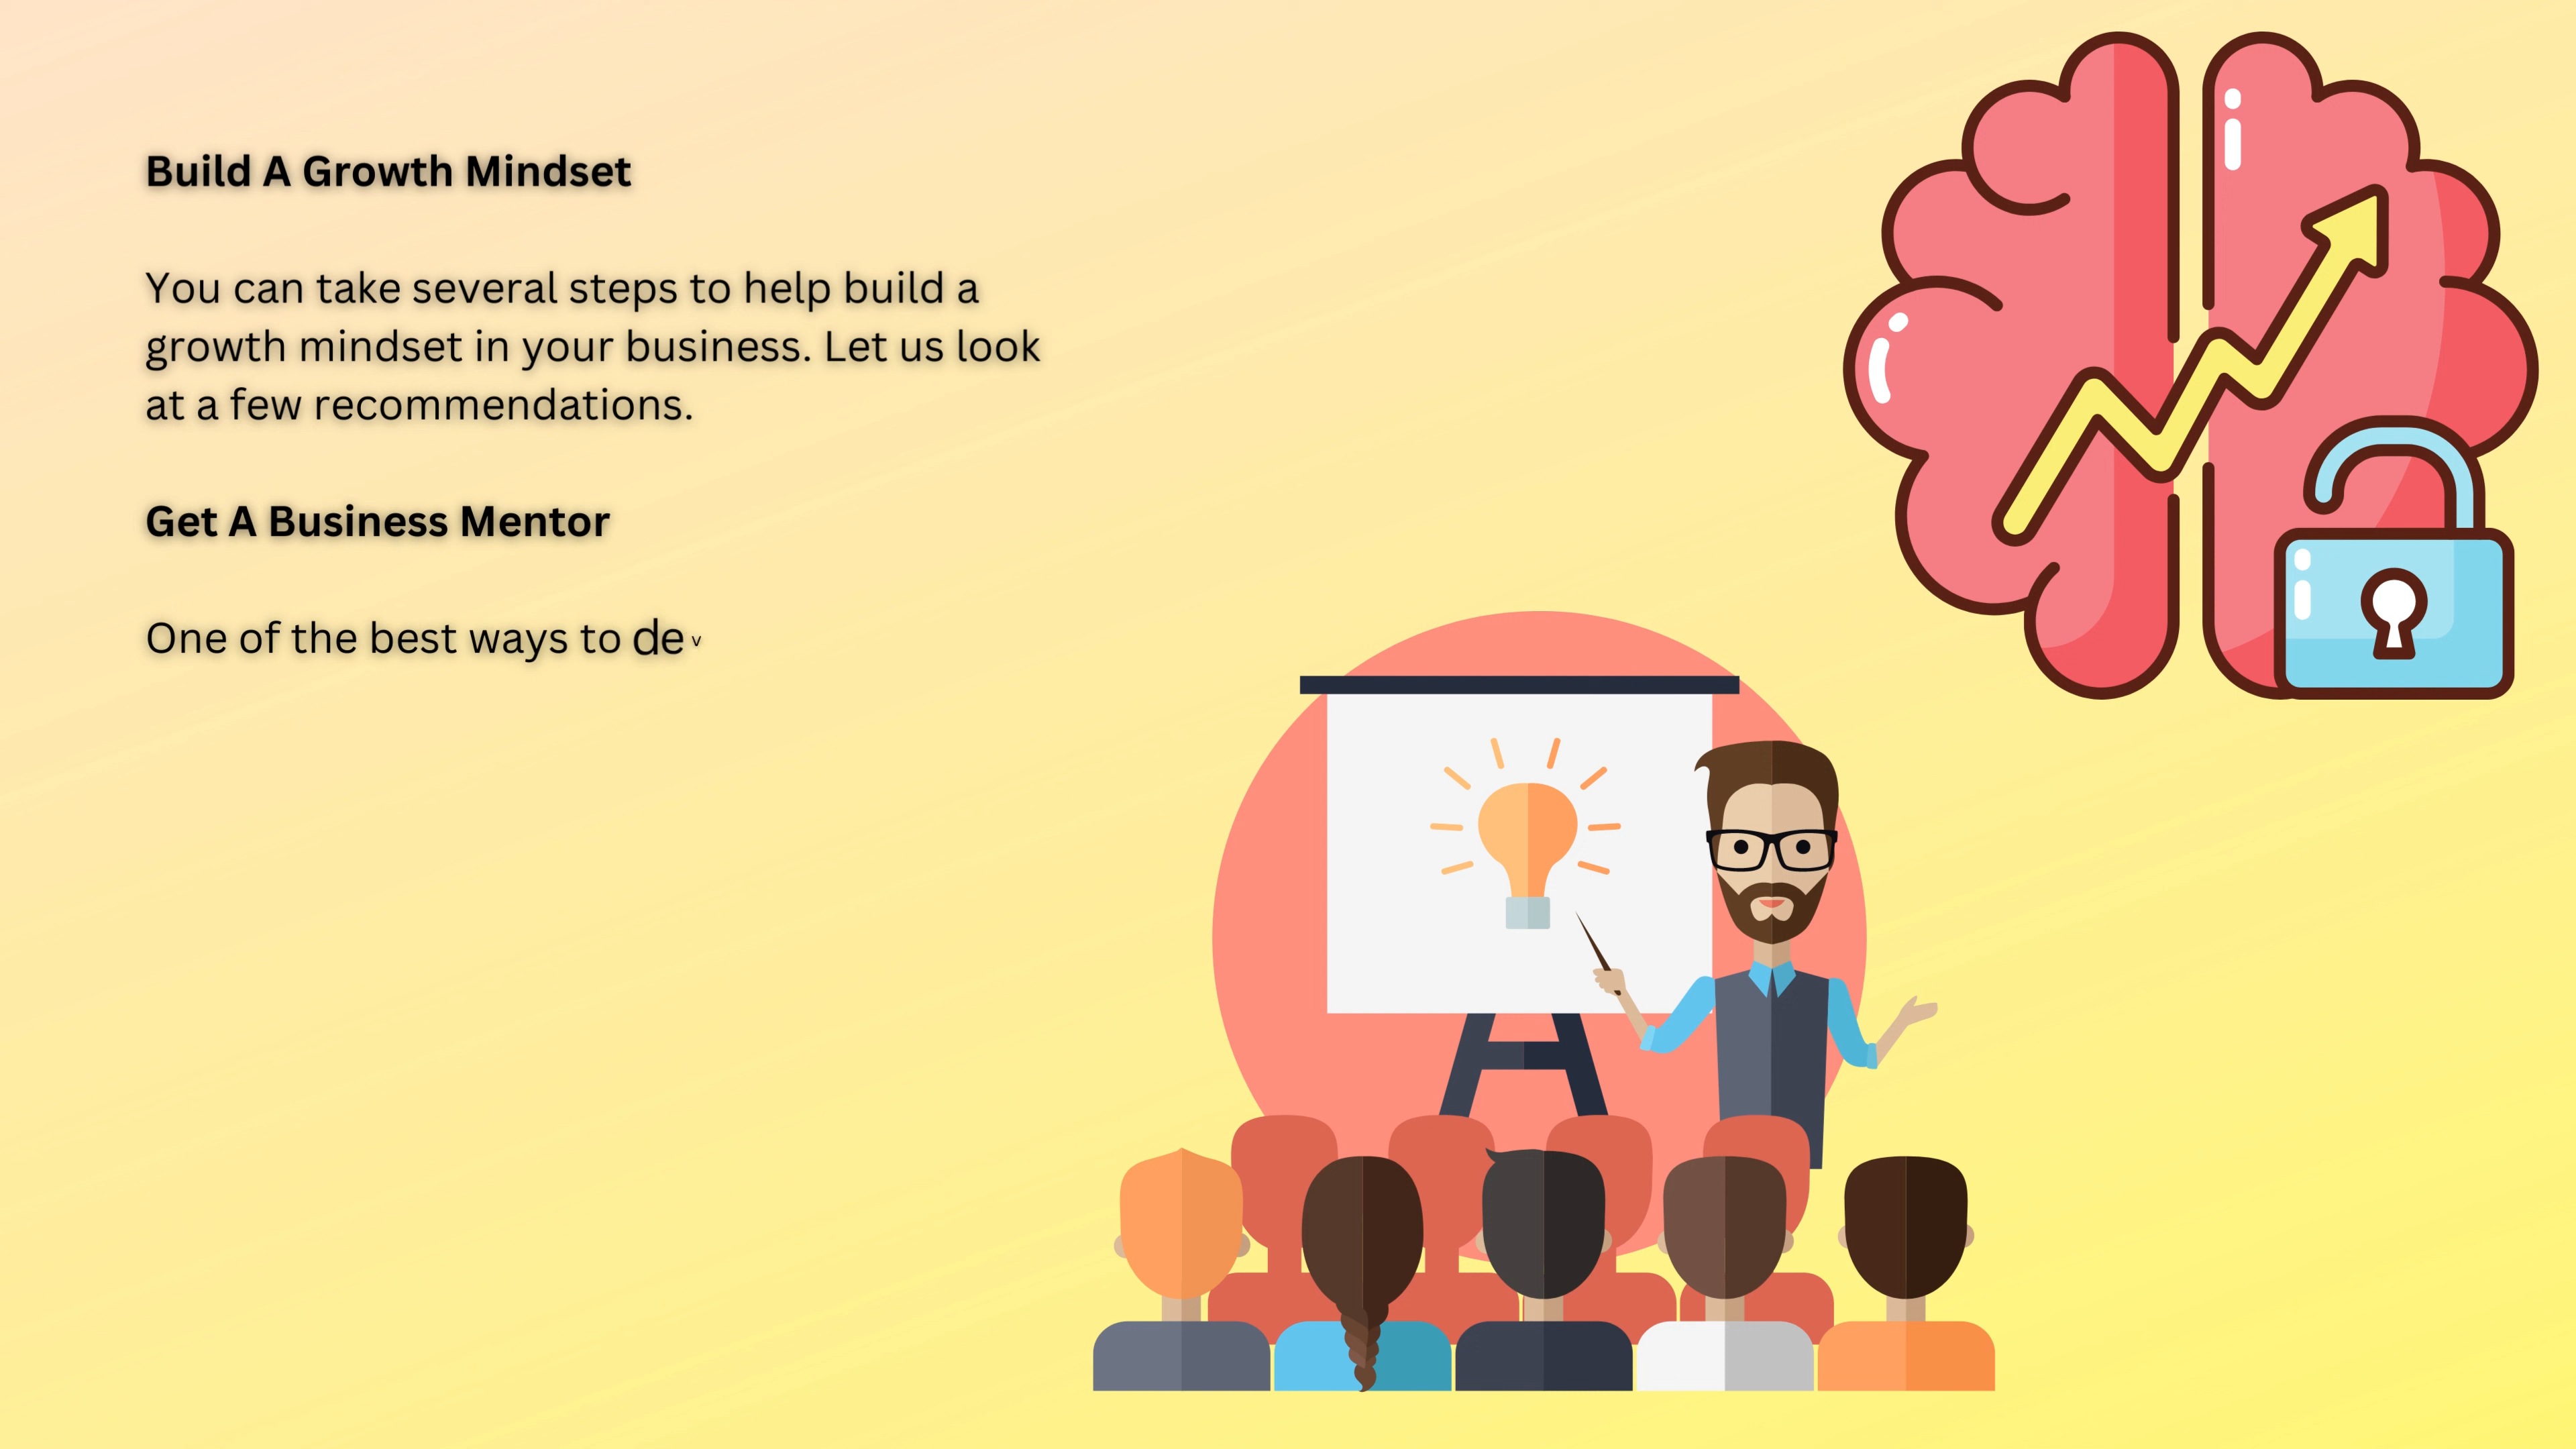 Build A Growth Mindset
You can take several steps to help build a
growth mindset in your business. Let us look
at a few recommendations.
Get A Business Mentor
One of the best ways to dev